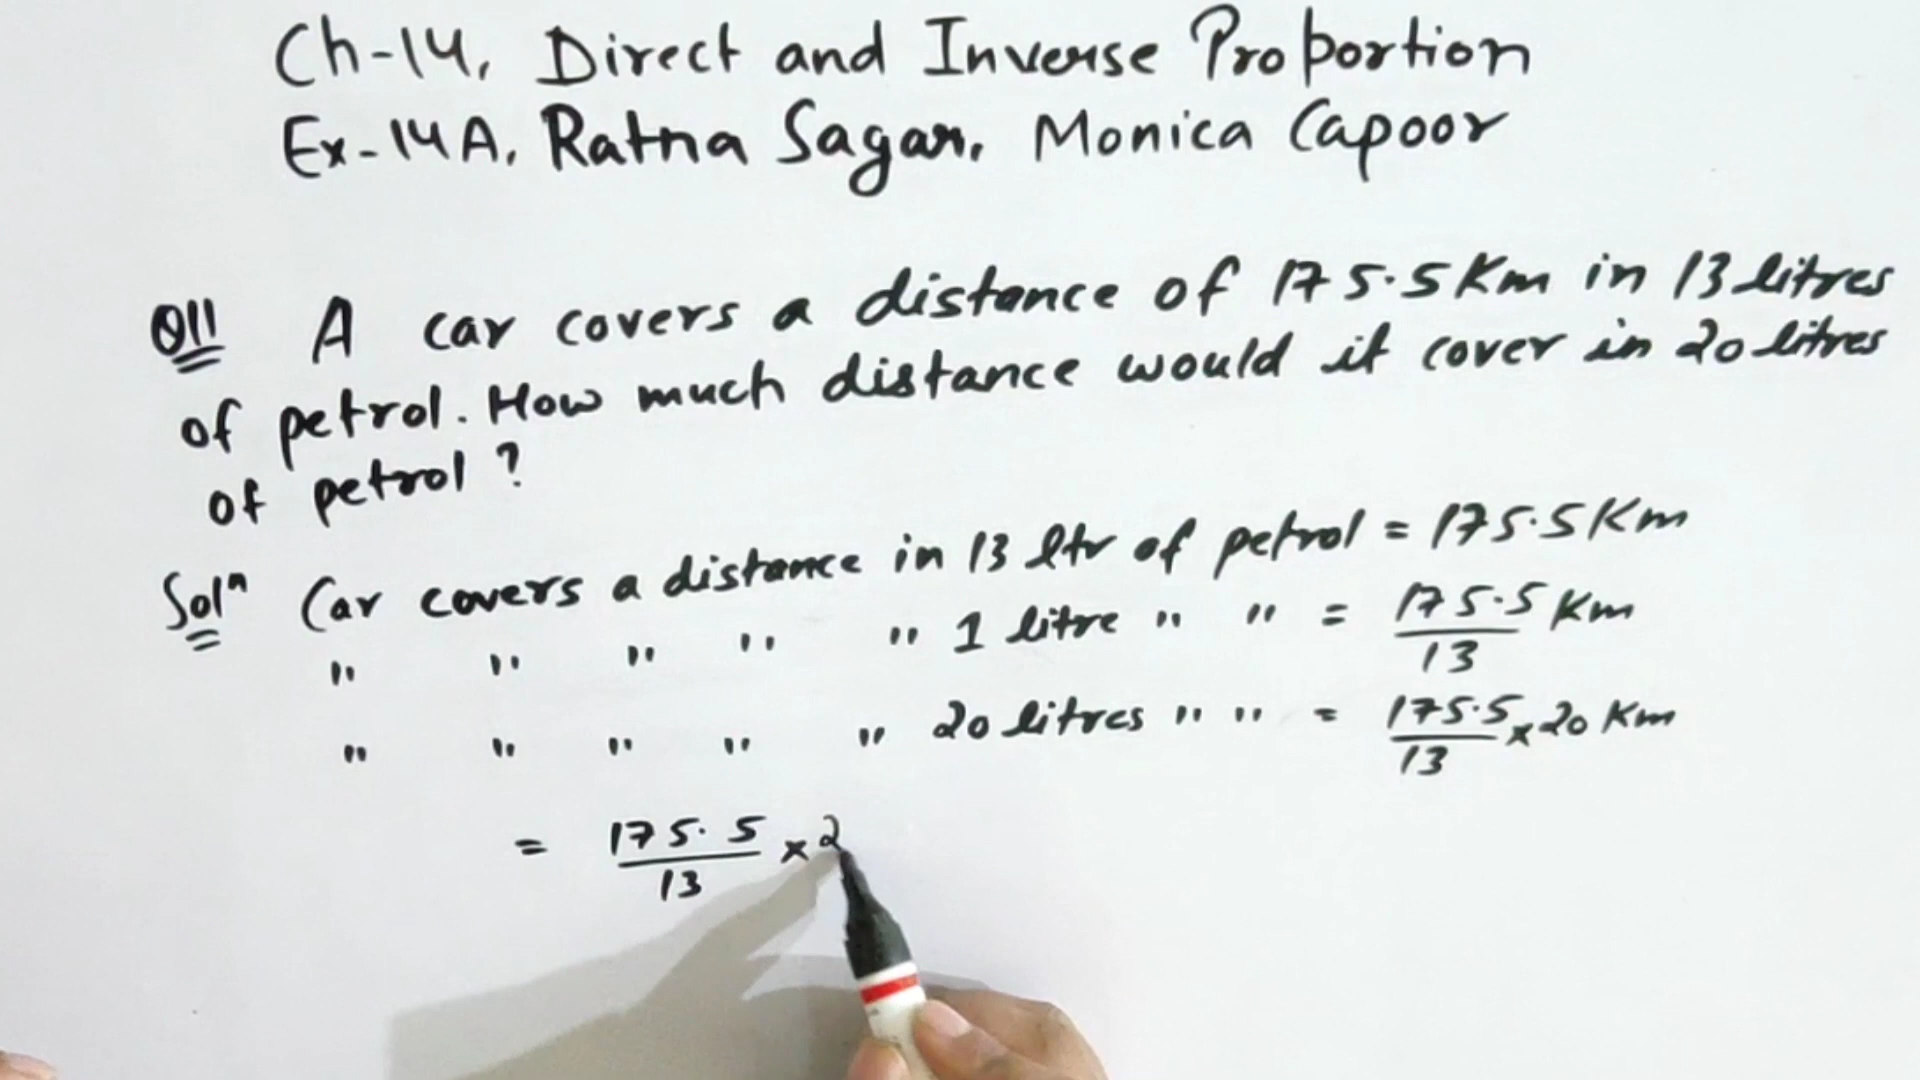 Ch-14, Direct and Inverse Proportion
Ex-14A, Ratna Sagar, Monica Capoor
Q11 A car covers a distance of 175.5 Km in 13 litres
of petrol. How much distance would it cover in 20 litres
of petrol ?
Solⁿ Car covers a distance in 13 ltr of petrol = 175.5 Km
" " " " " 1 litre " " = 175.5/13 Km
" " " " " 20 litres " " = 175.5/13 × 20 Km
= 175.5/13 × 2